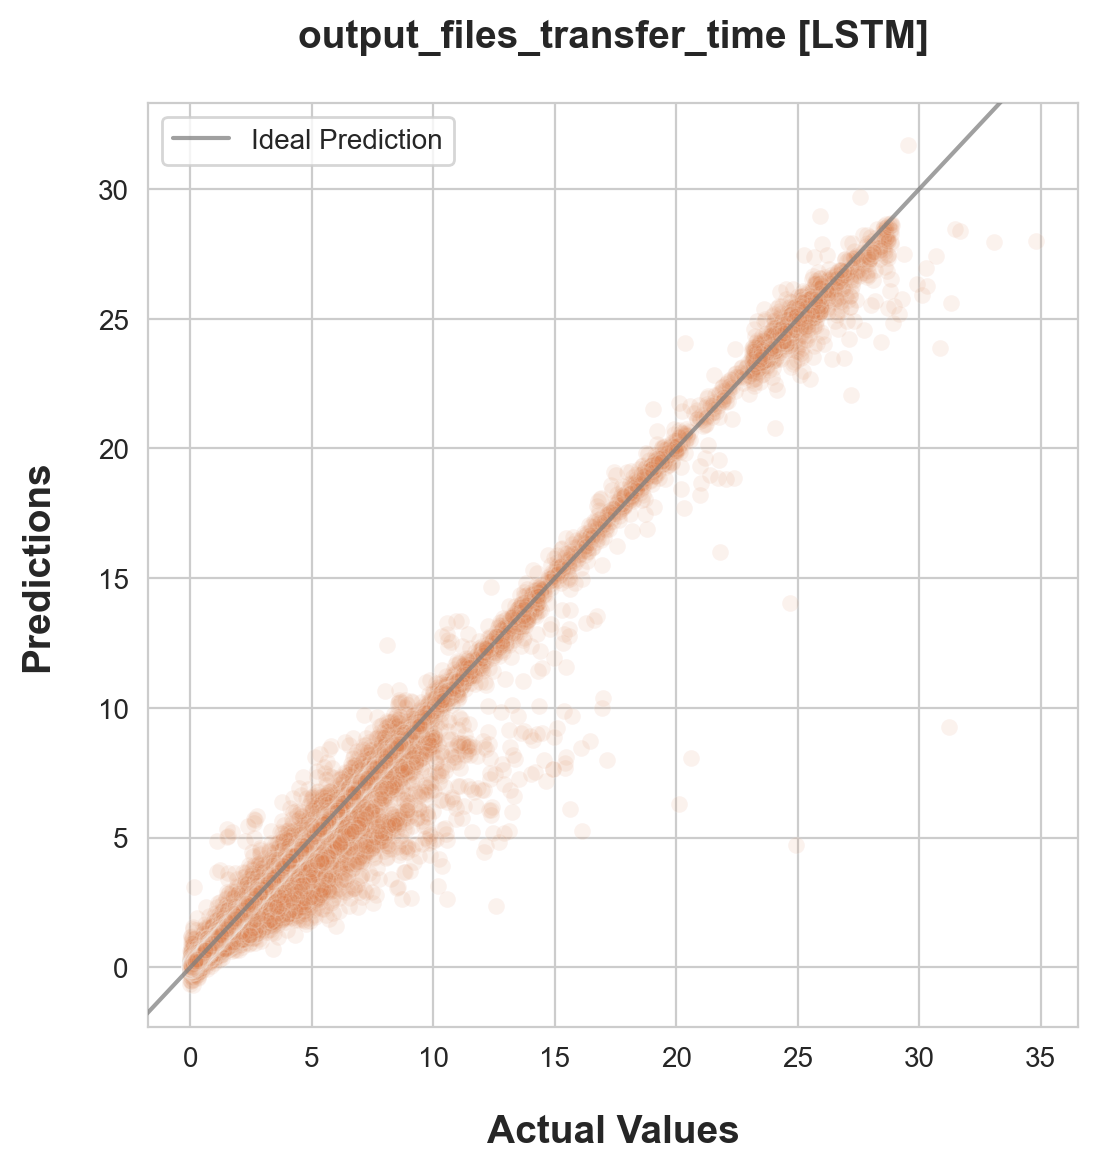 output_files_transfer_time [LSTM]
Ideal Prediction
30
25
20
15
10
5
0
Predictions
0 5 10 15 20 25 30 35
Actual Values